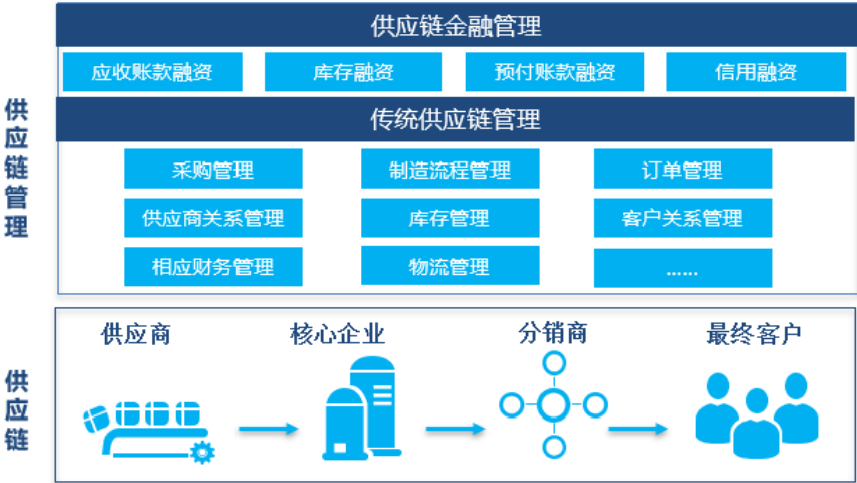 供应链管理
供应链金融管理
应收账款融资 库存融资 预付账款融资 信用融资
传统供应链管理
采购管理 制造流程管理 订单管理
供应商关系管理 库存管理 客户关系管理
相应财务管理 物流管理 ......
供应链
供应商 核心企业 分销商 最终客户